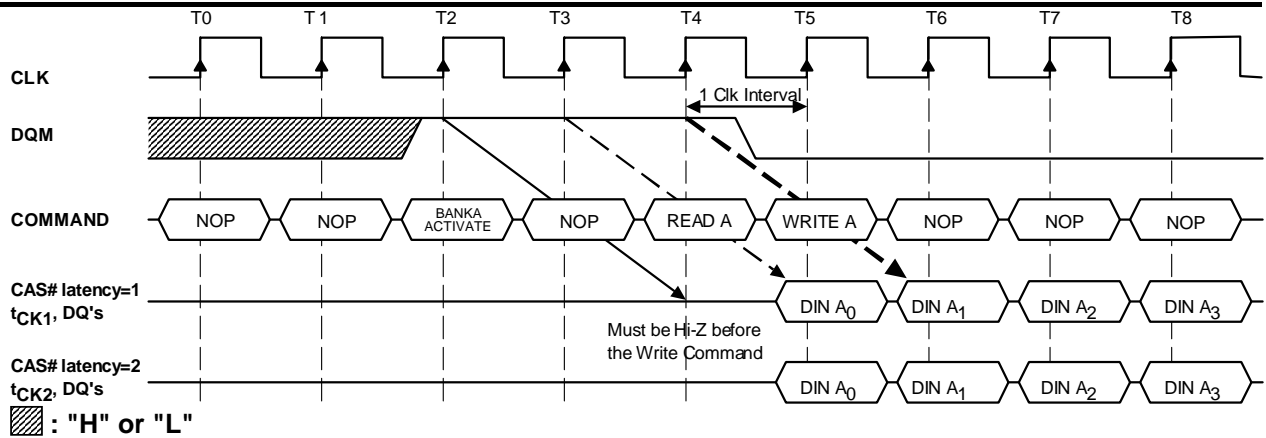 T0 T1 T2 T3 T4 T5 T6 T7 T8
CLK
1 Clk Interval
DQM
COMMAND
NOP NOP BANKA ACTIVATE NOP READ A WRITE A NOP NOP NOP
CAS# latency=1
tCK1, DQ's
DIN A0 DIN A1 DIN A2 DIN A3
Must be Hi-Z before
the Write Command
CAS# latency=2
tCK2, DQ's
DIN A0 DIN A1 DIN A2 DIN A3
: "H" or "L"